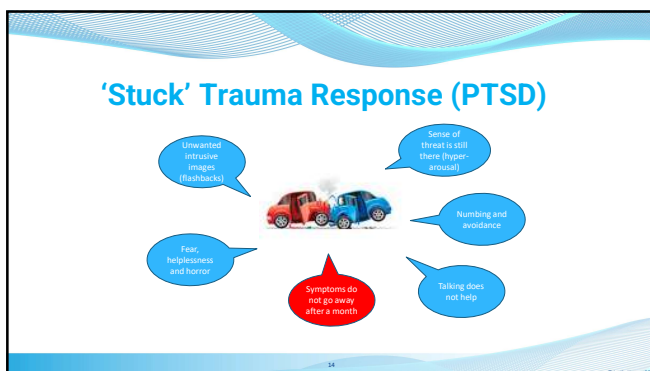 ‘Stuck’ Trauma Response (PTSD)
Unwanted
intrusive
images
(flashbacks)
Sense of
threat is still
there (hyper-
arousal)
Numbing and
avoidance
Fear,
helplessness
and horror
Symptoms do
not go away
after a month
Talking does
not help
14